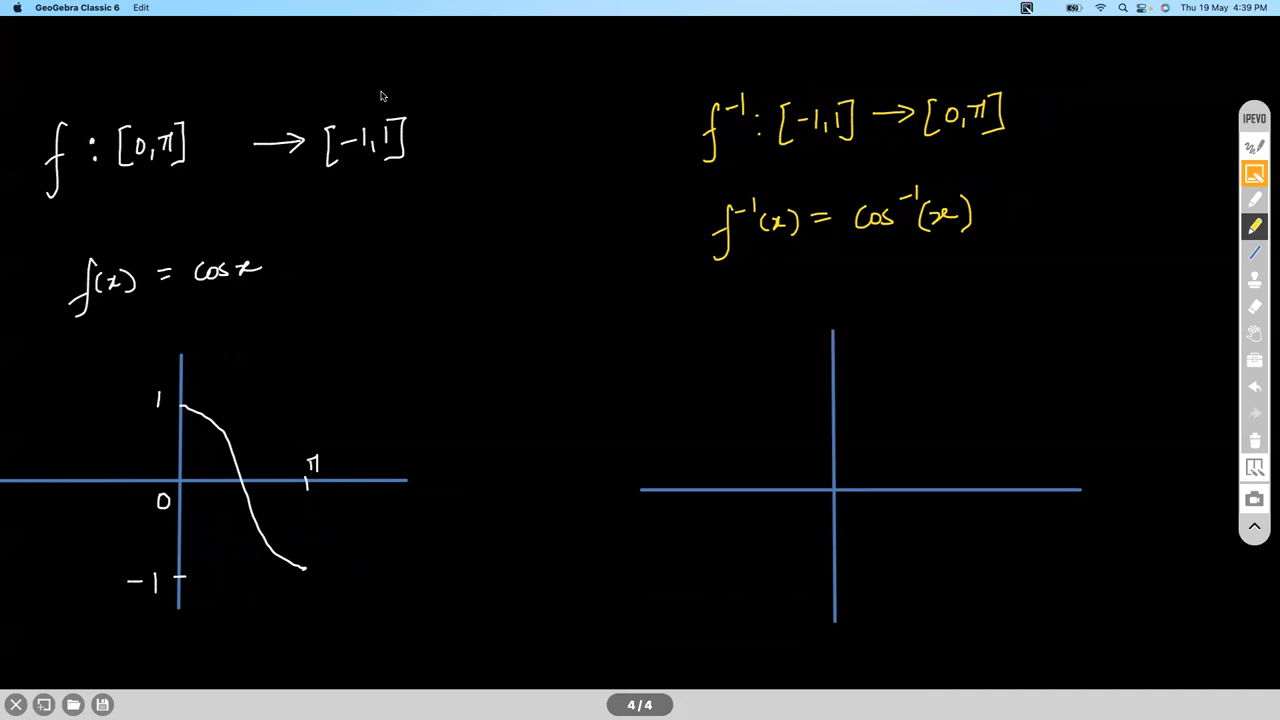 GeoGebra Classic 6 Edit
Thu 19 May 4:39 PM
f : [0,π] → [-1,1]
f(x) = cos x
1
π
0
-1
f⁻¹ : [-1,1] → [0,π]
f⁻¹(x) = cos⁻¹(x)
IPEVO
4 / 4